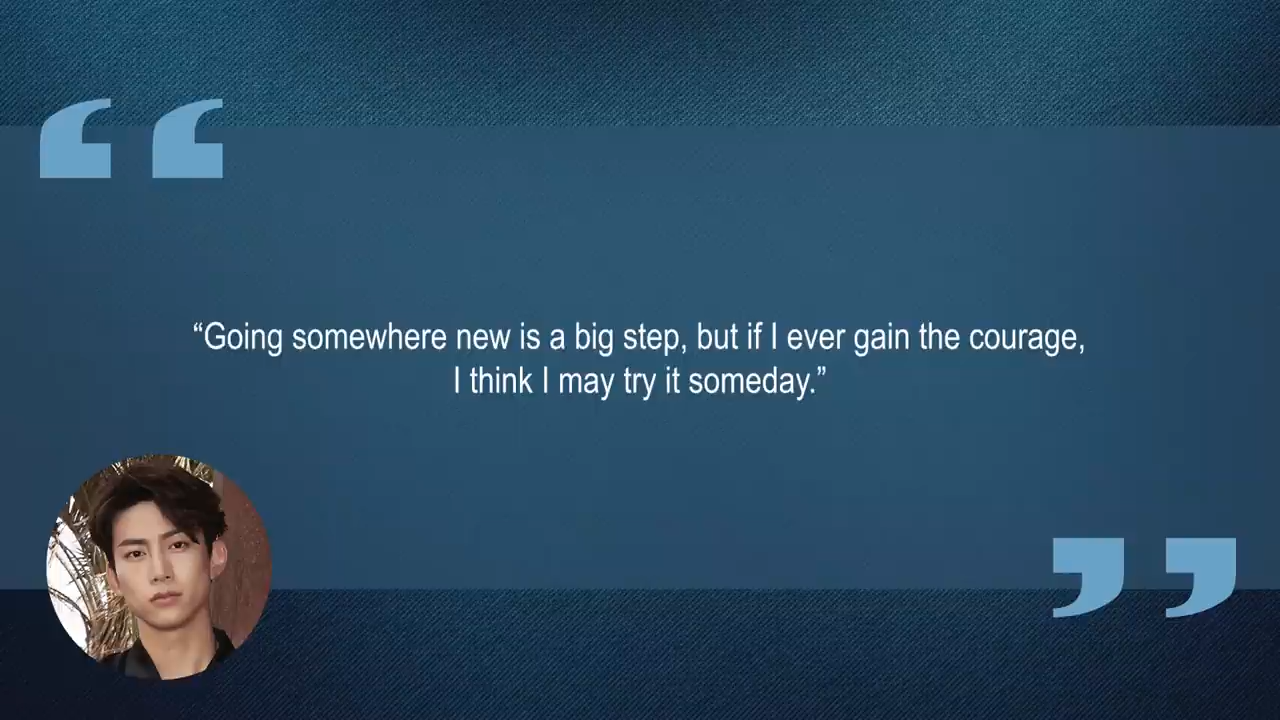 “Going somewhere new is a big step, but if I ever gain the courage,
I think I may try it someday.”